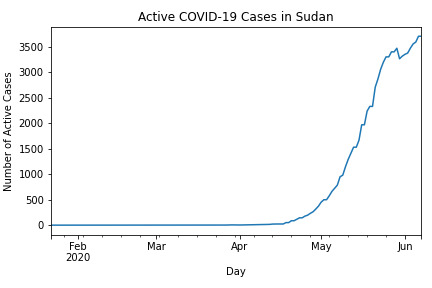 Active COVID-19 Cases in Sudan
Number of Active Cases
3500
3000
2500
2000
1500
1000
500
0
Feb
2020
Mar
Apr
May
Jun
Day